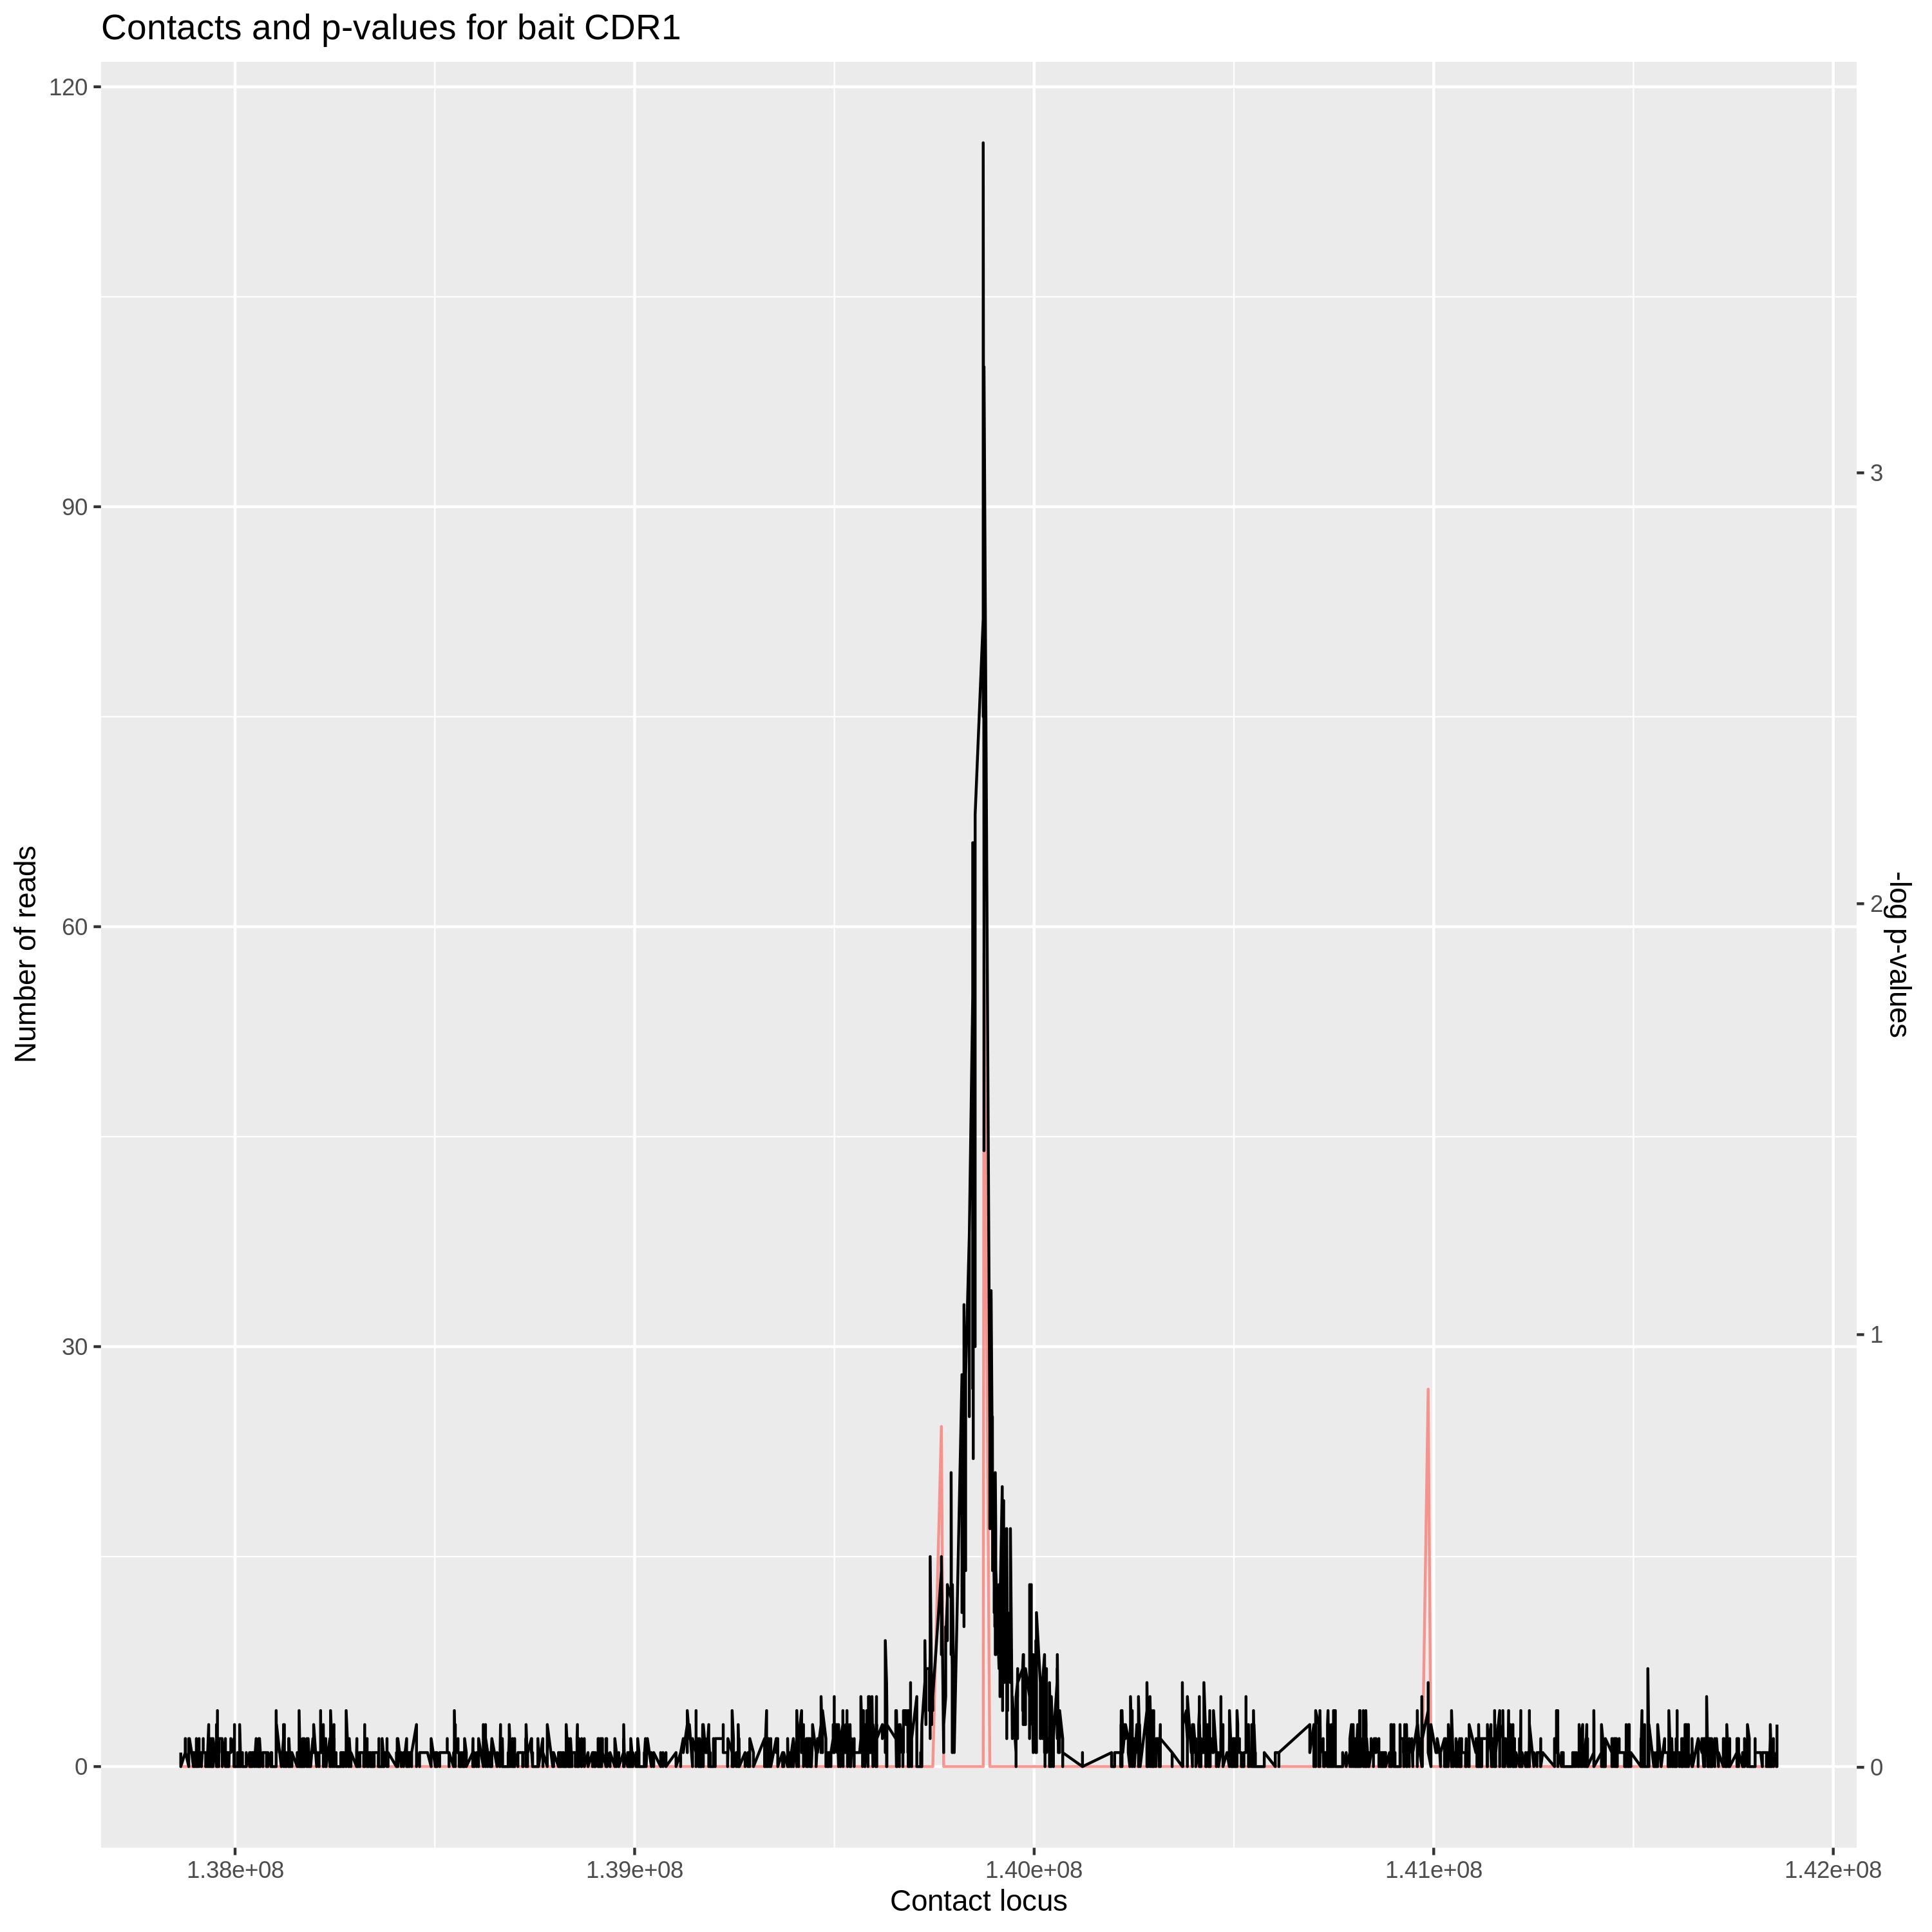 Contacts and p-values for bait CDR1
120
90
60
30
0
Number of reads
3
2
1
0
-log p-values
1.38e+08 1.39e+08 1.40e+08 1.41e+08 1.42e+08
Contact locus